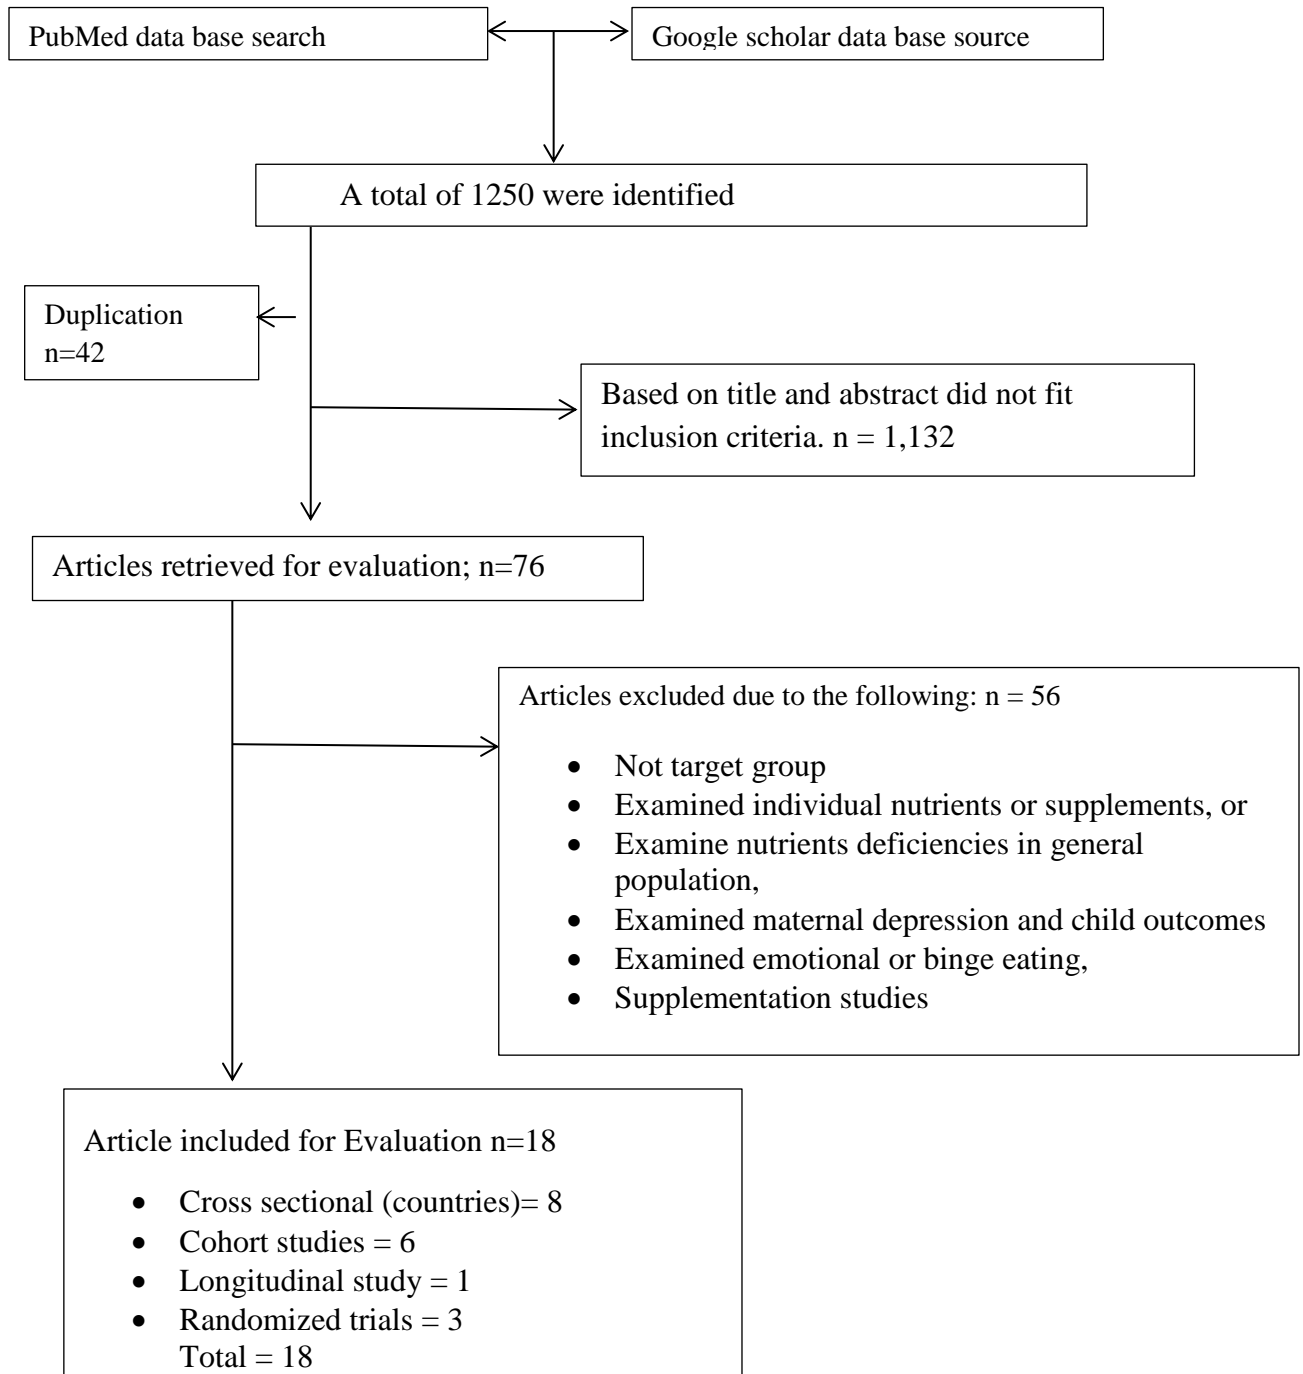 PubMed data base search
Google scholar data base source
A total of 1250 were identified
Duplication
n=42
Based on title and abstract did not fit
inclusion criteria. n = 1,132
Articles retrieved for evaluation; n=76
Articles excluded due to the following: n = 56
• Not target group
• Examined individual nutrients or supplements, or
• Examine nutrients deficiencies in general
population,
• Examined maternal depression and child outcomes
• Examined emotional or binge eating,
• Supplementation studies
Article included for Evaluation n=18
• Cross sectional (countries)= 8
• Cohort studies = 6
• Longitudinal study = 1
• Randomized trials = 3
Total = 18